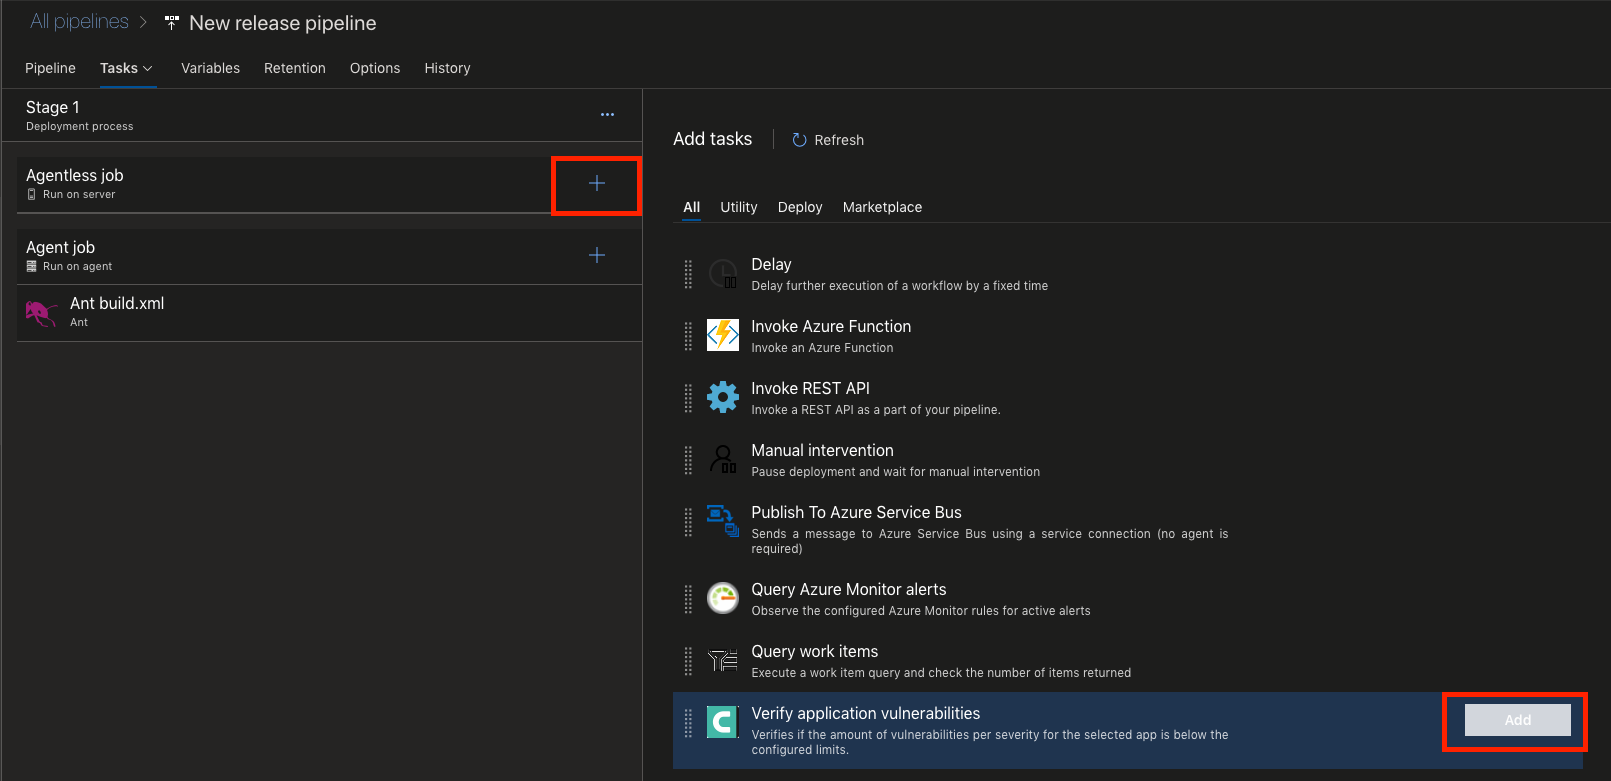 All pipelines > New release pipeline
Pipeline Tasks Variables Retention Options History
Stage 1
Deployment process
...
Agentless job
Run on server
Agent job
Run on agent
Ant build.xml
Ant
Add tasks Refresh
All Utility Deploy Marketplace
Delay
Delay further execution of a workflow by a fixed time
Invoke Azure Function
Invoke an Azure Function
Invoke REST API
Invoke a REST API as a part of your pipeline.
Manual intervention
Pause deployment and wait for manual intervention
Publish To Azure Service Bus
Sends a message to Azure Service Bus using a service connection (no agent is
required)
Query Azure Monitor alerts
Observe the configured Azure Monitor rules for active alerts
Query work items
Execute a work item query and check the number of items returned
Verify application vulnerabilities
Verifies if the amount of vulnerabilities per severity for the selected app is below the
configured limits.
Add